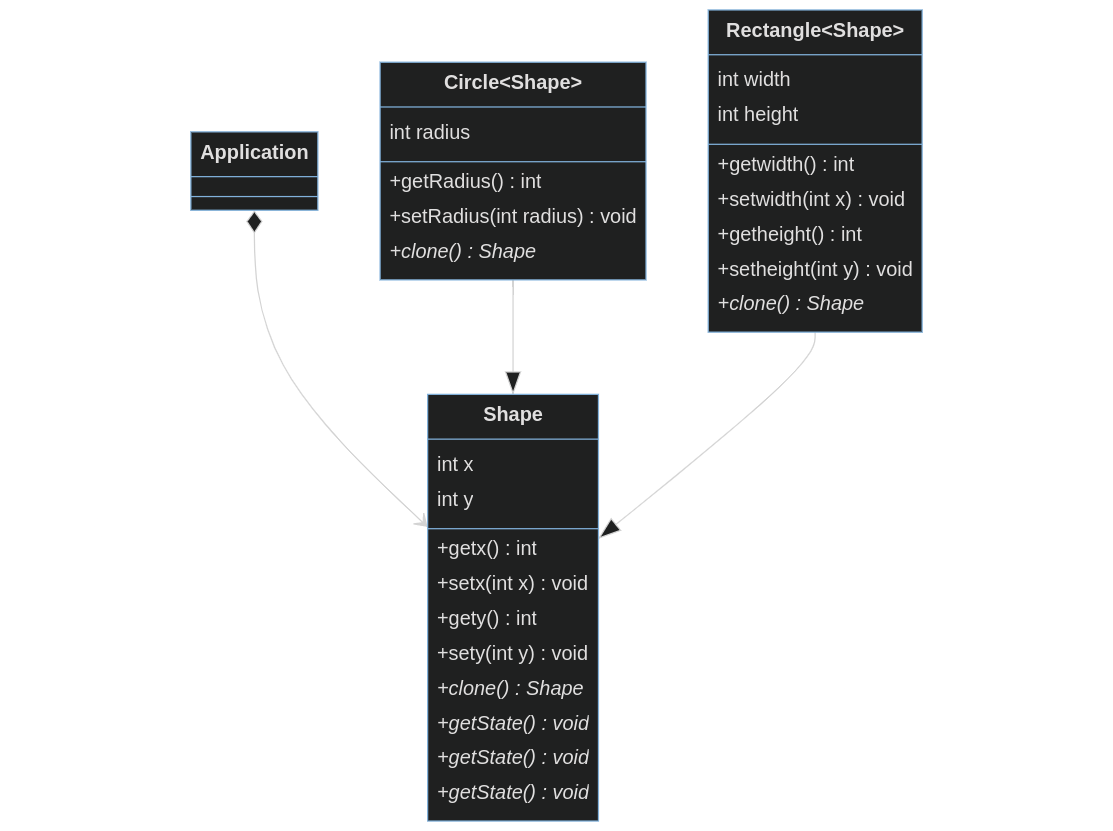 Application
Circle<Shape>
int radius
+getRadius() : int
+setRadius(int radius) : void
+clone() : Shape
Rectangle<Shape>
int width
int height
+getwidth() : int
+setwidth(int x) : void
+getheight() : int
+setheight(int y) : void
+clone() : Shape
Shape
int x
int y
+getx() : int
+setx(int x) : void
+gety() : int
+sety(int y) : void
+clone() : Shape
+getState() : void
+getState() : void
+getState() : void